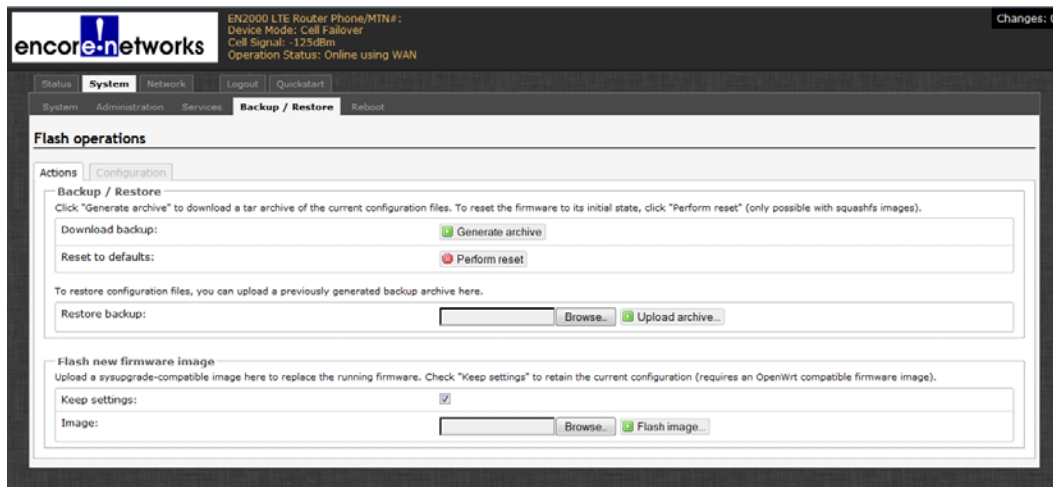 encore!networks
EN2000 LTE Router Phone/MTN#:
Device Mode: Cell Failover
Cell Signal: -125dBm
Operation Status: Online using WAN
Changes:
Status System Network Logout Quickstart
System Administration Services Backup / Restore Reboot
Flash operations
Actions Configuration
Backup / Restore
Click "Generate archive" to download a tar archive of the current configuration files. To reset the firmware to its initial state, click "Perform reset" (only possible with squashfs images).
Download backup: Generate archive
Reset to defaults: Perform reset
To restore configuration files, you can upload a previously generated backup archive here.
Restore backup: Browse.. Upload archive...
Flash new firmware image
Upload a sysupgrade-compatible image here to replace the running firmware. Check "Keep settings" to retain the current configuration (requires an OpenWrt compatible firmware image).
Keep settings:
Image: Browse.. Flash image...